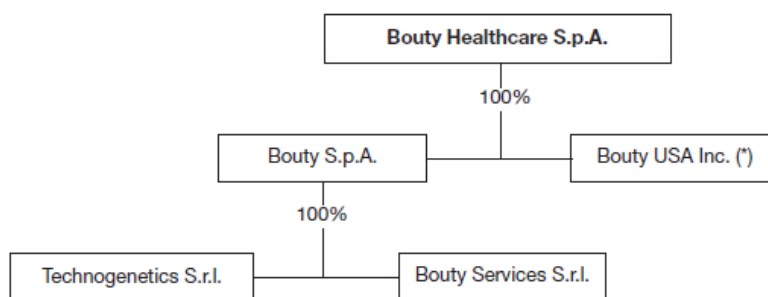 Bouty Healthcare S.p.A.
100%
Bouty S.p.A.
Bouty USA Inc. (*)
100%
Technogenetics S.r.l.
Bouty Services S.r.l.